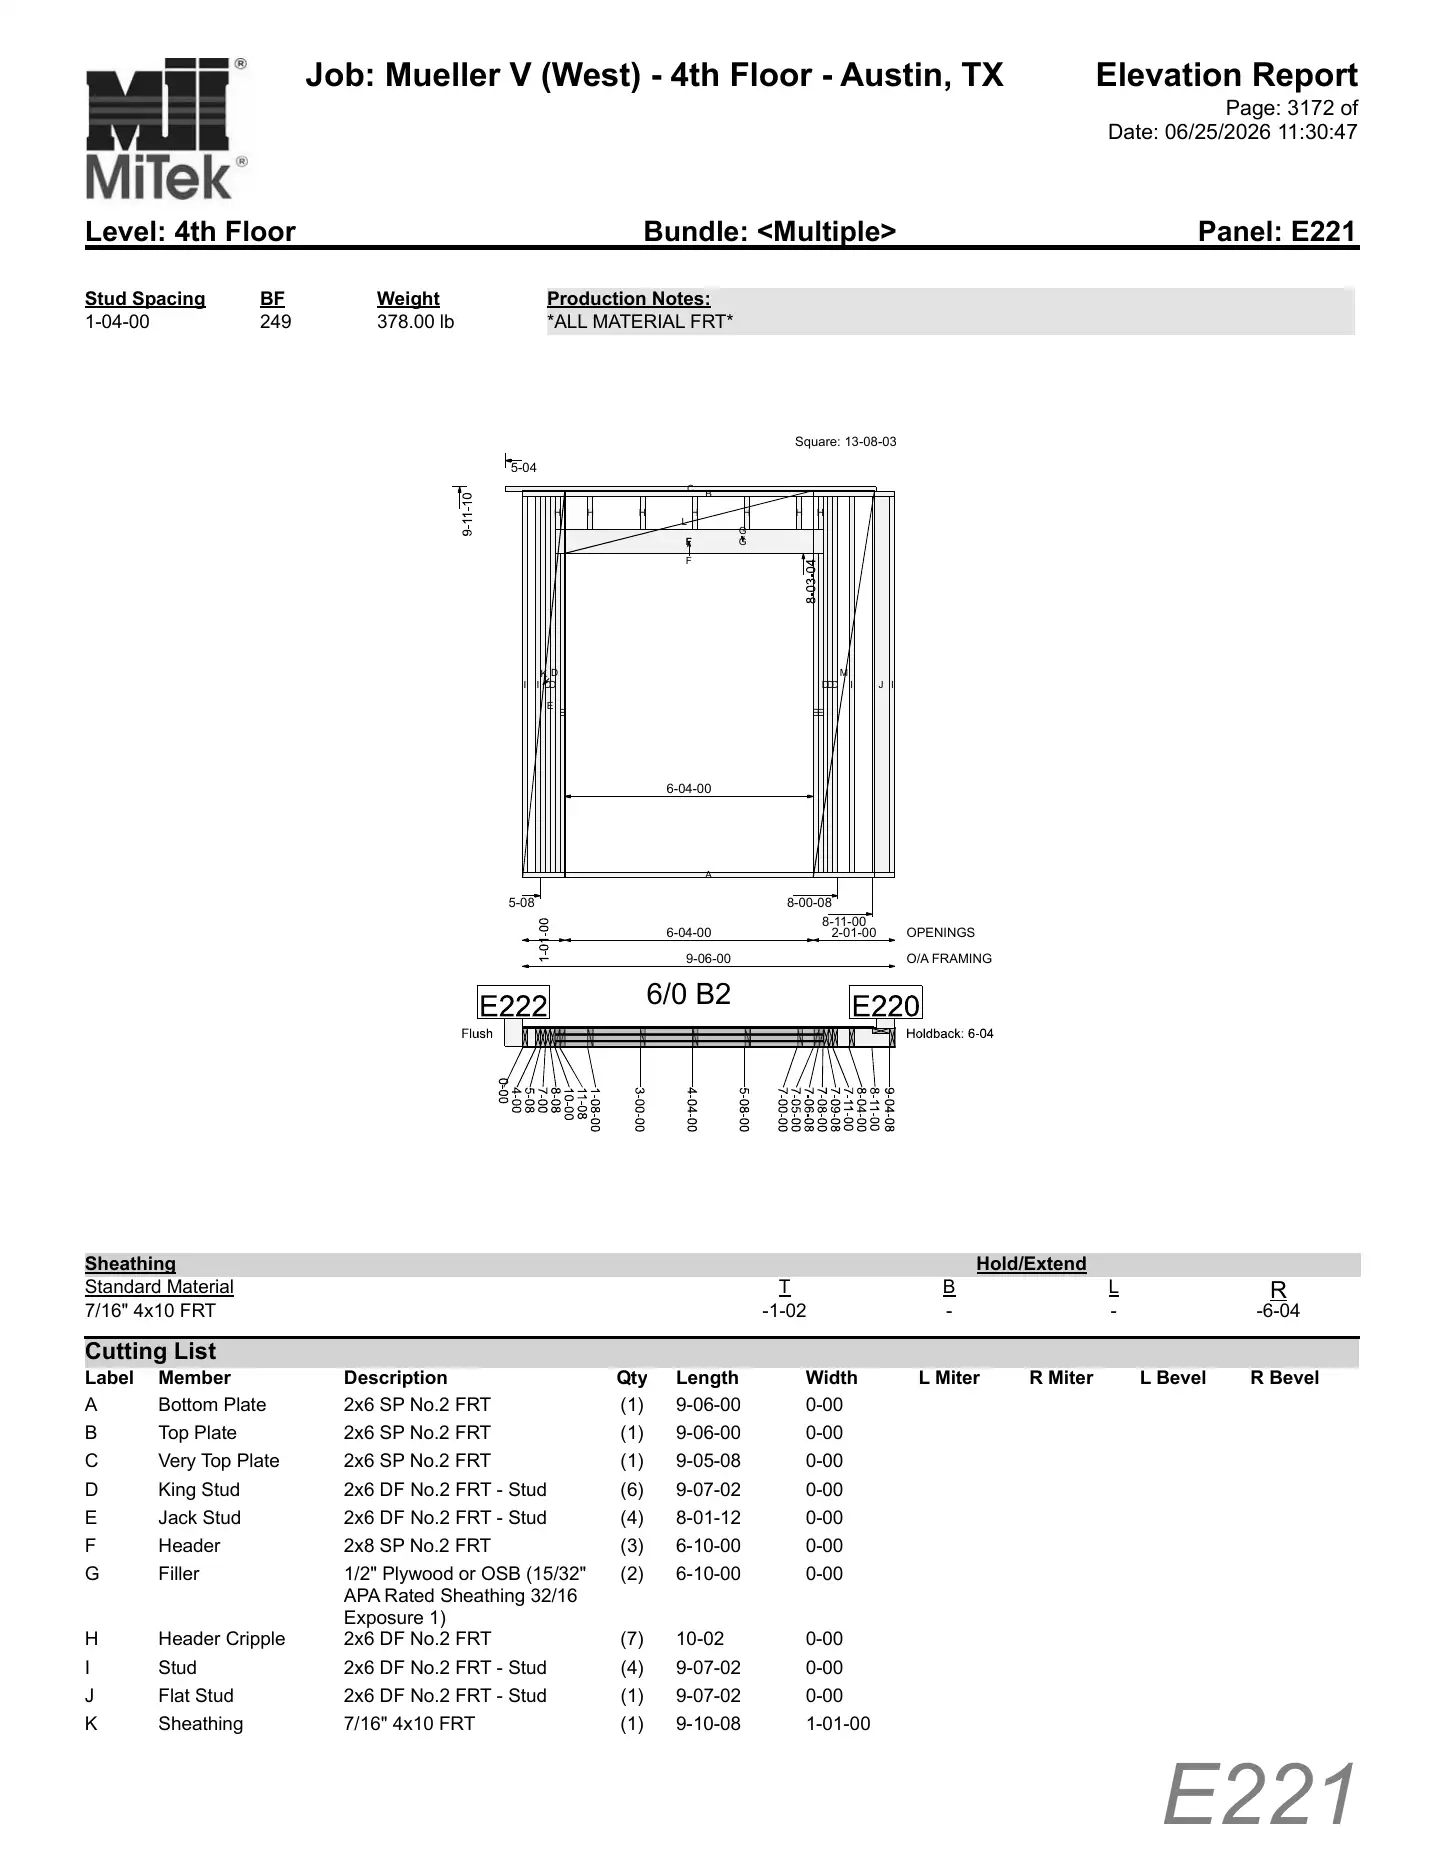 Job: Mueller V (West) - 4th Floor - Austin, TX
Elevation Report
Page: 3172 of
Date: 06/25/2026 11:30:47
MiTek®
Level: 4th Floor Bundle: <Multiple> Panel: E221
Stud Spacing BF Weight Production Notes:
1-04-00 249 378.00 lb *ALL MATERIAL FRT*
Square: 13-08-03
5-04
9-11-10
C
B
H H H H H H H
L
G
F G
F
8-03-04
K D M
I I D D D D I J I
E
E E
6-04-00
A
5-08 8-00-08
8-11-00
1-01-00 6-04-00 2-01-00 OPENINGS
9-06-00 O/A FRAMING
E222 6/0 B2 E220
Flush Holdback: 6-04
0-00 4-00 5-08 7-00 8-08 10-00 11-08 1-08-00 3-00-00 4-04-00 5-08-00 7-00-00 7-05-00 7-06-08 7-08-00 7-09-08 7-11-00 8-04-00 8-11-00 9-04-08
Sheathing Hold/Extend
Standard Material T B L R
7/16" 4x10 FRT -1-02 - - -6-04
Cutting List
Label Member Description Qty Length Width L Miter R Miter L Bevel R Bevel
A Bottom Plate 2x6 SP No.2 FRT (1) 9-06-00 0-00
B Top Plate 2x6 SP No.2 FRT (1) 9-06-00 0-00
C Very Top Plate 2x6 SP No.2 FRT (1) 9-05-08 0-00
D King Stud 2x6 DF No.2 FRT - Stud (6) 9-07-02 0-00
E Jack Stud 2x6 DF No.2 FRT - Stud (4) 8-01-12 0-00
F Header 2x8 SP No.2 FRT (3) 6-10-00 0-00
G Filler 1/2" Plywood or OSB (15/32" (2) 6-10-00 0-00
APA Rated Sheathing 32/16
Exposure 1)
H Header Cripple 2x6 DF No.2 FRT (7) 10-02 0-00
I Stud 2x6 DF No.2 FRT - Stud (4) 9-07-02 0-00
J Flat Stud 2x6 DF No.2 FRT - Stud (1) 9-07-02 0-00
K Sheathing 7/16" 4x10 FRT (1) 9-10-08 1-01-00
E221